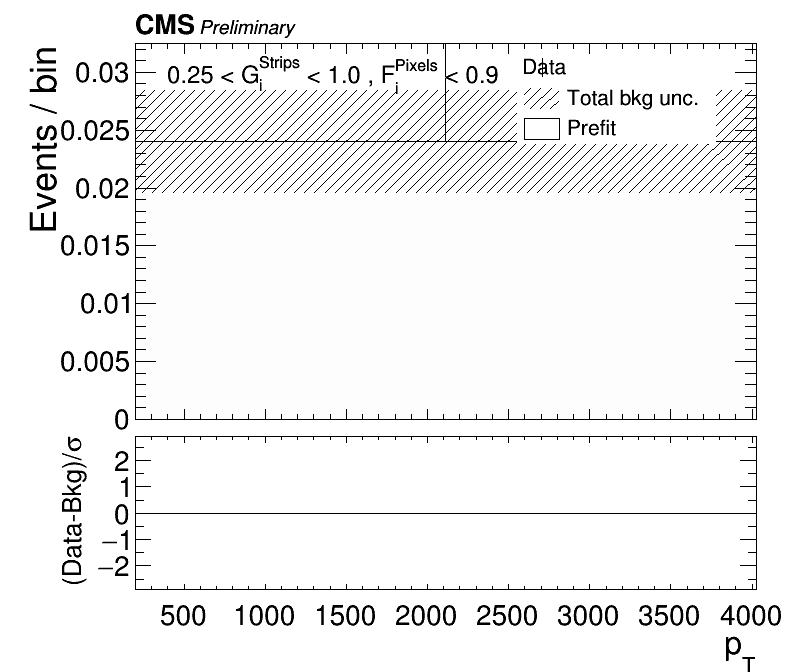 CMS Preliminary
0.25 < G_i^Strips < 1.0 , F_i^Pixels < 0.9
Data
Total bkg unc.
Prefit
Events / bin
0.03
0.025
0.02
0.015
0.01
0.005
0
(Data-Bkg)/σ
2
1
0
−1
−2
500 1000 1500 2000 2500 3000 3500 4000
p_T